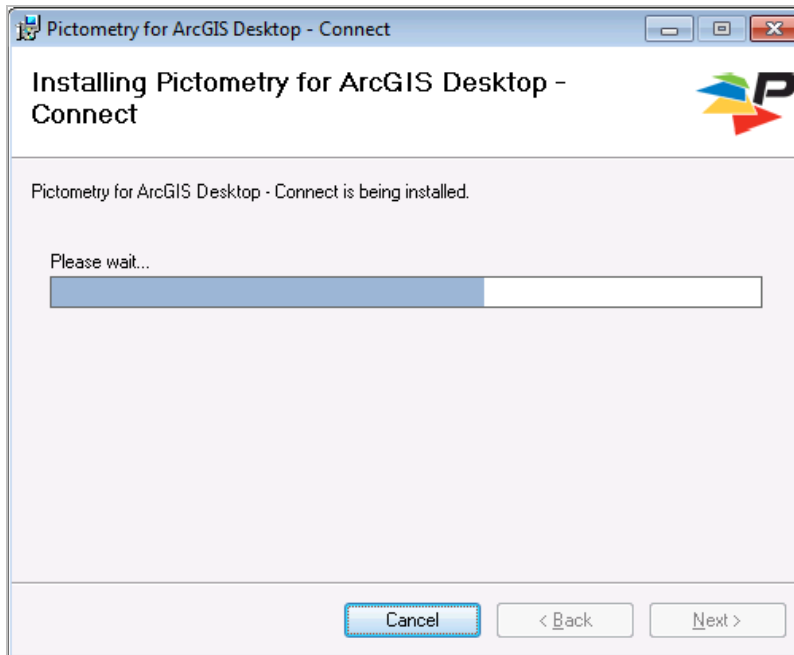 Pictometry for ArcGIS Desktop - Connect
Installing Pictometry for ArcGIS Desktop -
Connect
P
Pictometry for ArcGIS Desktop - Connect is being installed.
Please wait...
Cancel
< Back
Next >